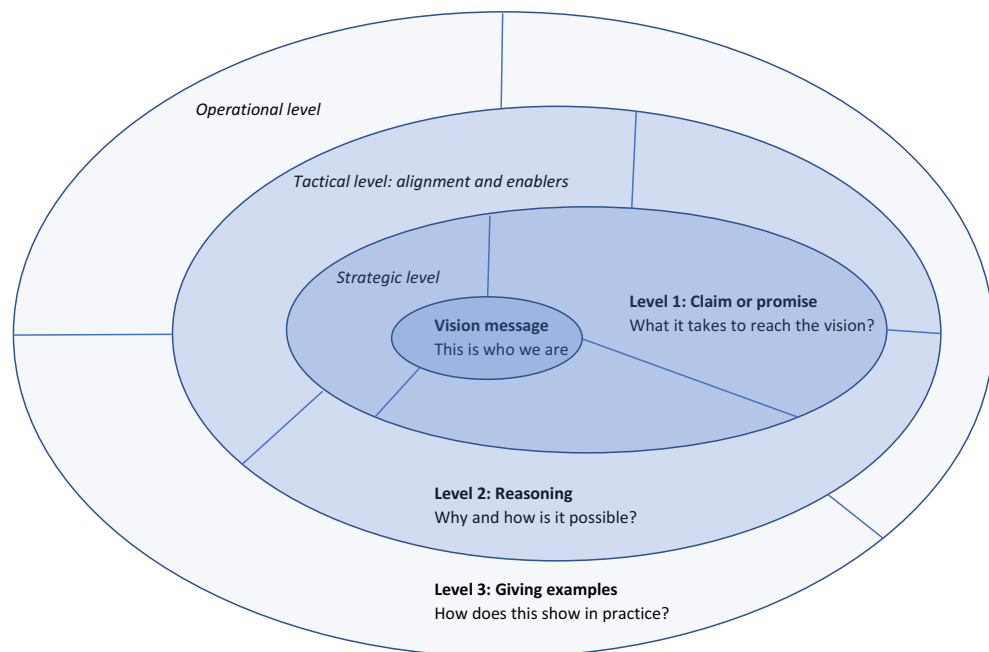 Operational level
Tactical level: alignment and enablers
Strategic level
Level 1: Claim or promise
What it takes to reach the vision?
Vision message
This is who we are
Level 2: Reasoning
Why and how is it possible?
Level 3: Giving examples
How does this show in practice?